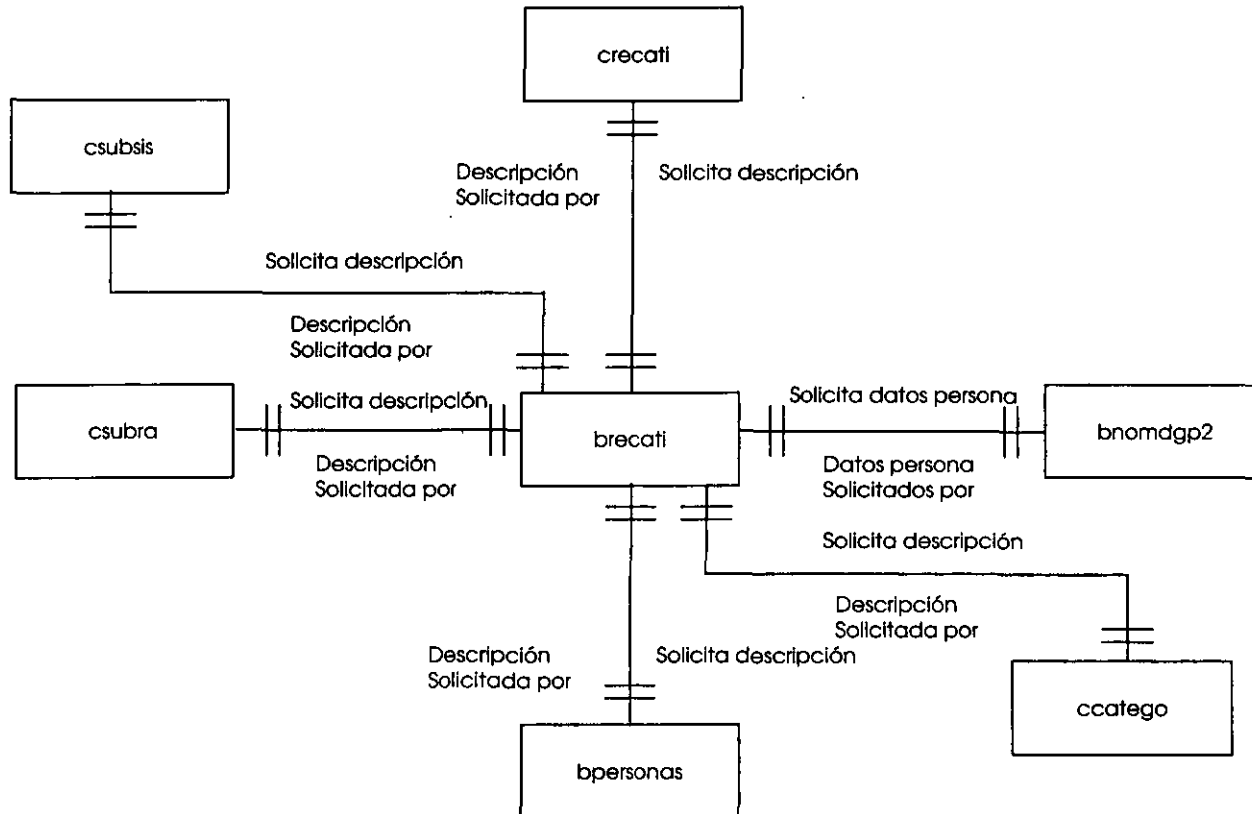 crecati
csubsis
Descripción
Solicitada por
Solicita descripción
Solicita descripción
Descripción
Solicitada por
csubra
Solicita descripción
Descripción
Solicitada por
brecati
Solicita datos persona
Datos persona
Solicitados por
bnomdgp2
Solicita descripción
Descripción
Solicitada por
ccatego
Descripción
Solicitada por
Solicita descripción
bpersonas